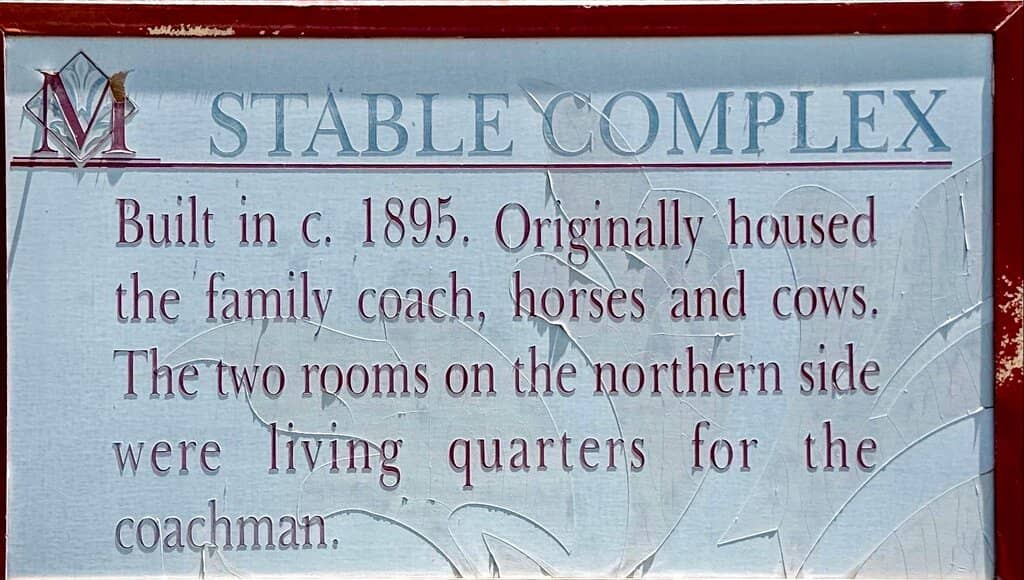 M STABLE COMPLEX
Built in c. 1895. Originally housed
the family coach, horses and cows.
The two rooms on the northern side
were living quarters for the
coachman.